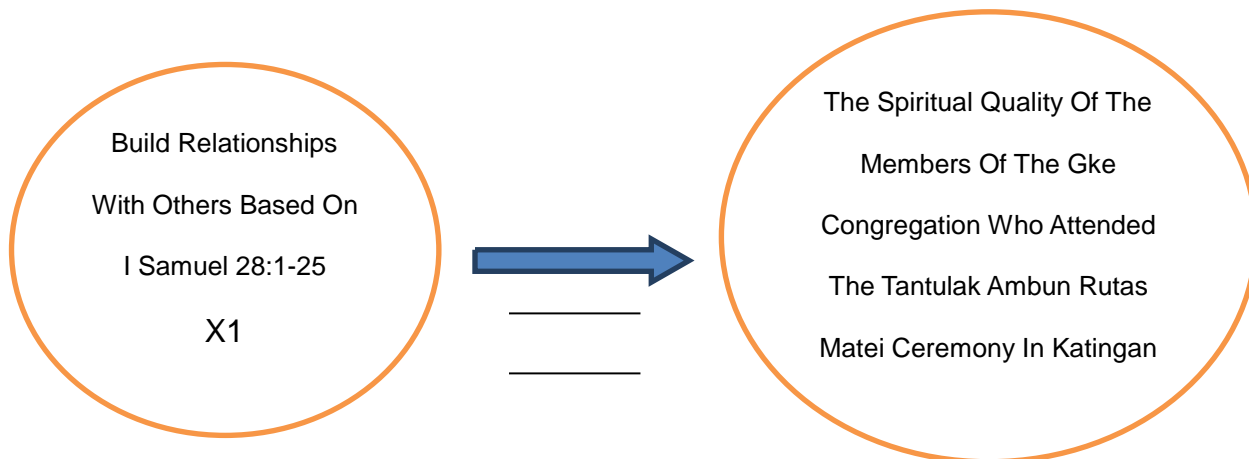 Build Relationships
With Others Based On
I Samuel 28:1-25
X1
The Spiritual Quality Of The
Members Of The Gke
Congregation Who Attended
The Tantulak Ambun Rutas
Matei Ceremony In Katingan